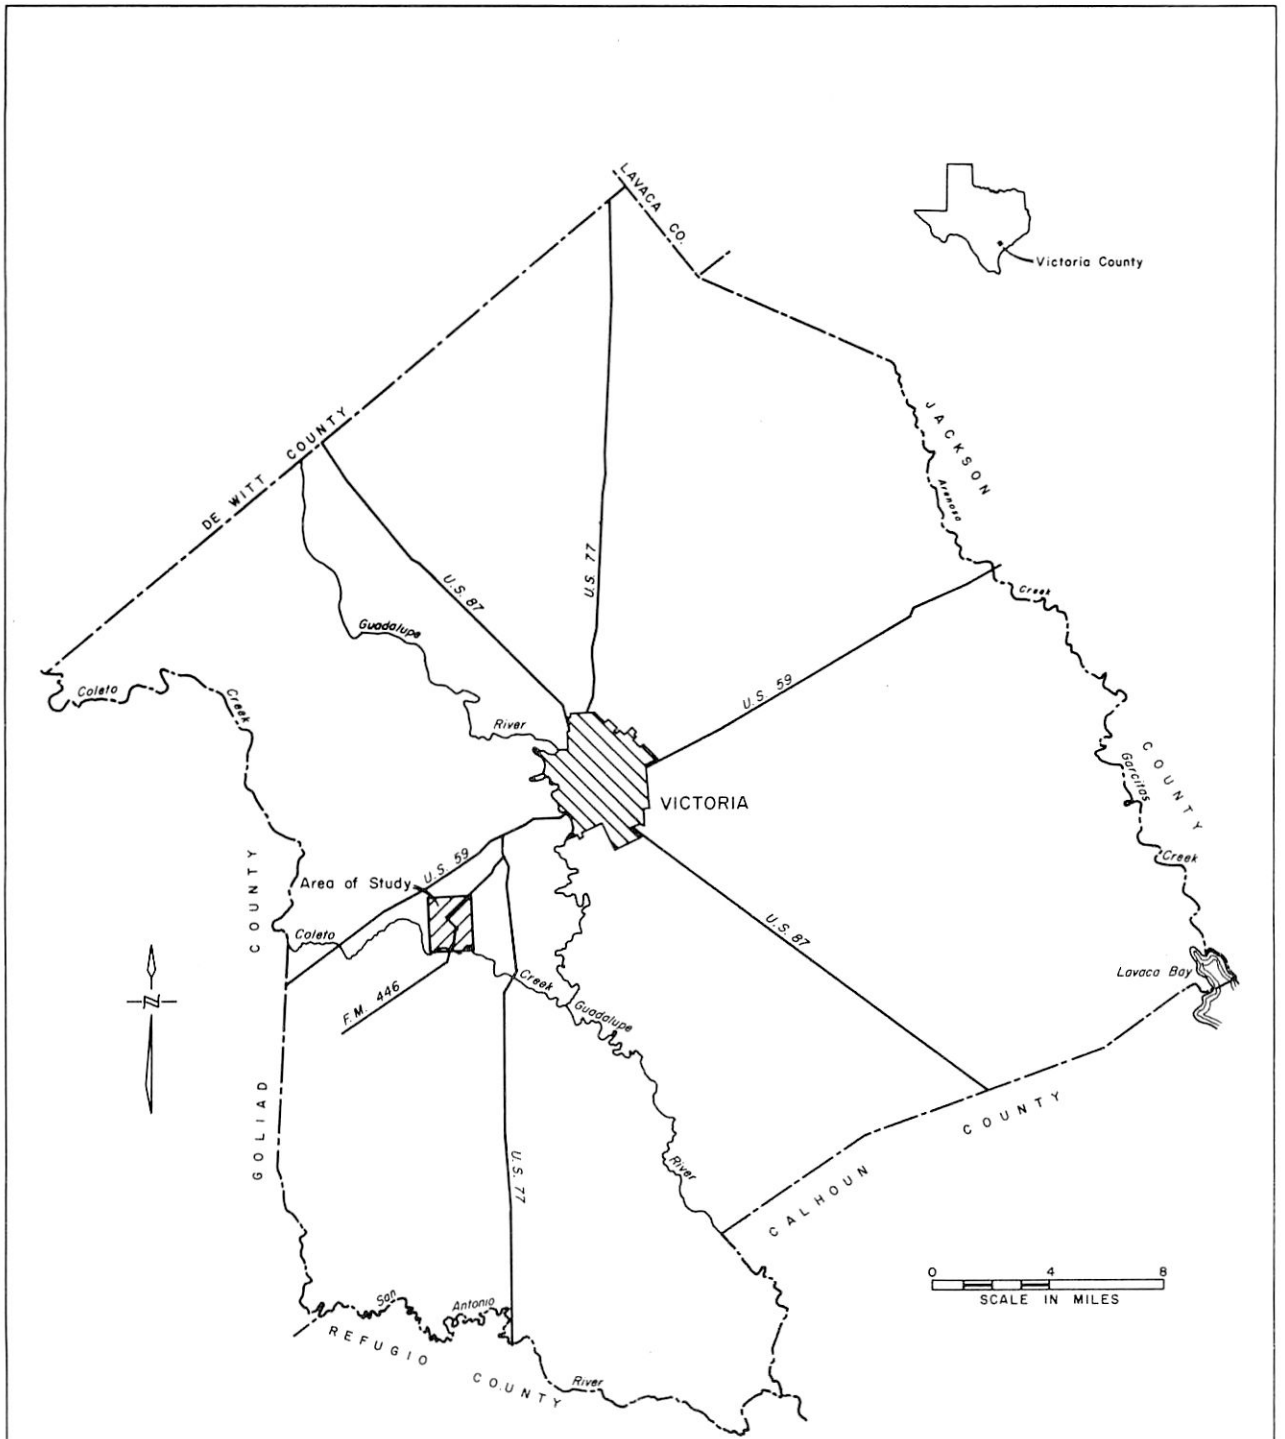 LAVACA CO.
Victoria County
DE WITT COUNTY
JACKSON
Arenosa
U.S. 87
U.S. 77
Creek
Guadalupe
Coleto
Creek
River
U.S. 59
COUNTY
Garcitas
VICTORIA
Creek
U.S. 59
COUNTY
Area of Study
U.S. 87
Coleto
Lavaca Bay
Creek
F.M. 446
Guadalupe
N
GOLIAD
COUNTY
U.S. 77
River
CALHOUN
0 4 8
SCALE IN MILES
San
Antonio
REFUGIO
COUNTY
River